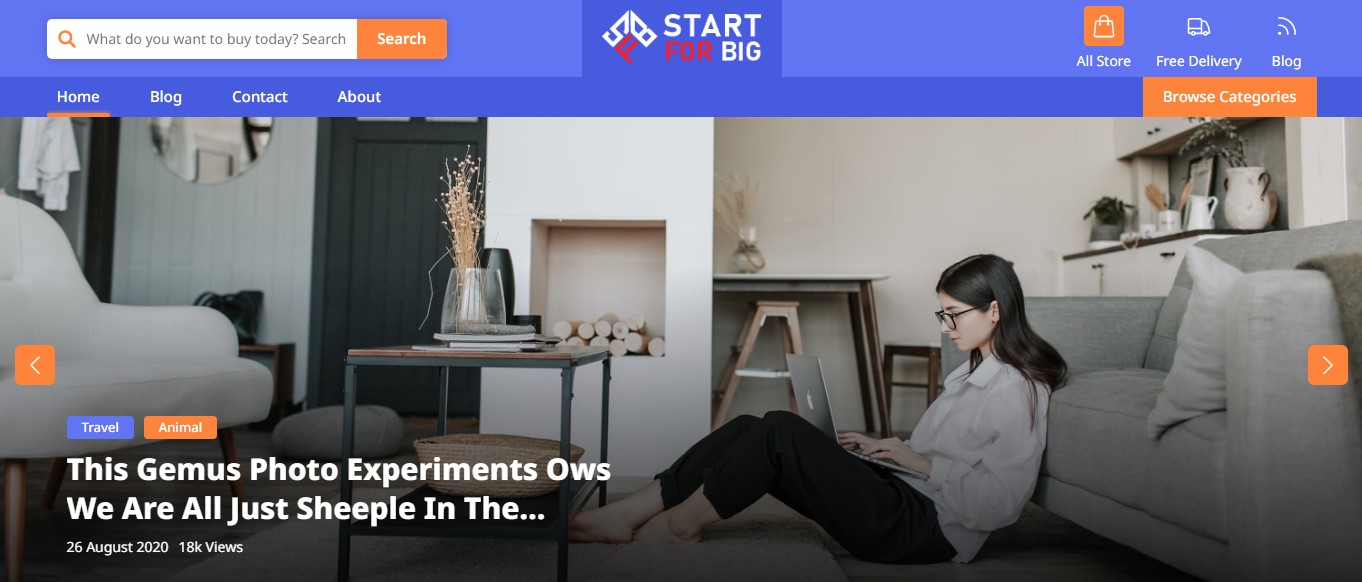 What do you want to buy today? Search
Search
START
FOR BIG
All Store
Free Delivery
Blog
Home
Blog
Contact
About
Browse Categories
Travel
Animal
This Gemus Photo Experiments Ows
We Are All Just Sheeple In The...
26 August 2020 18k Views